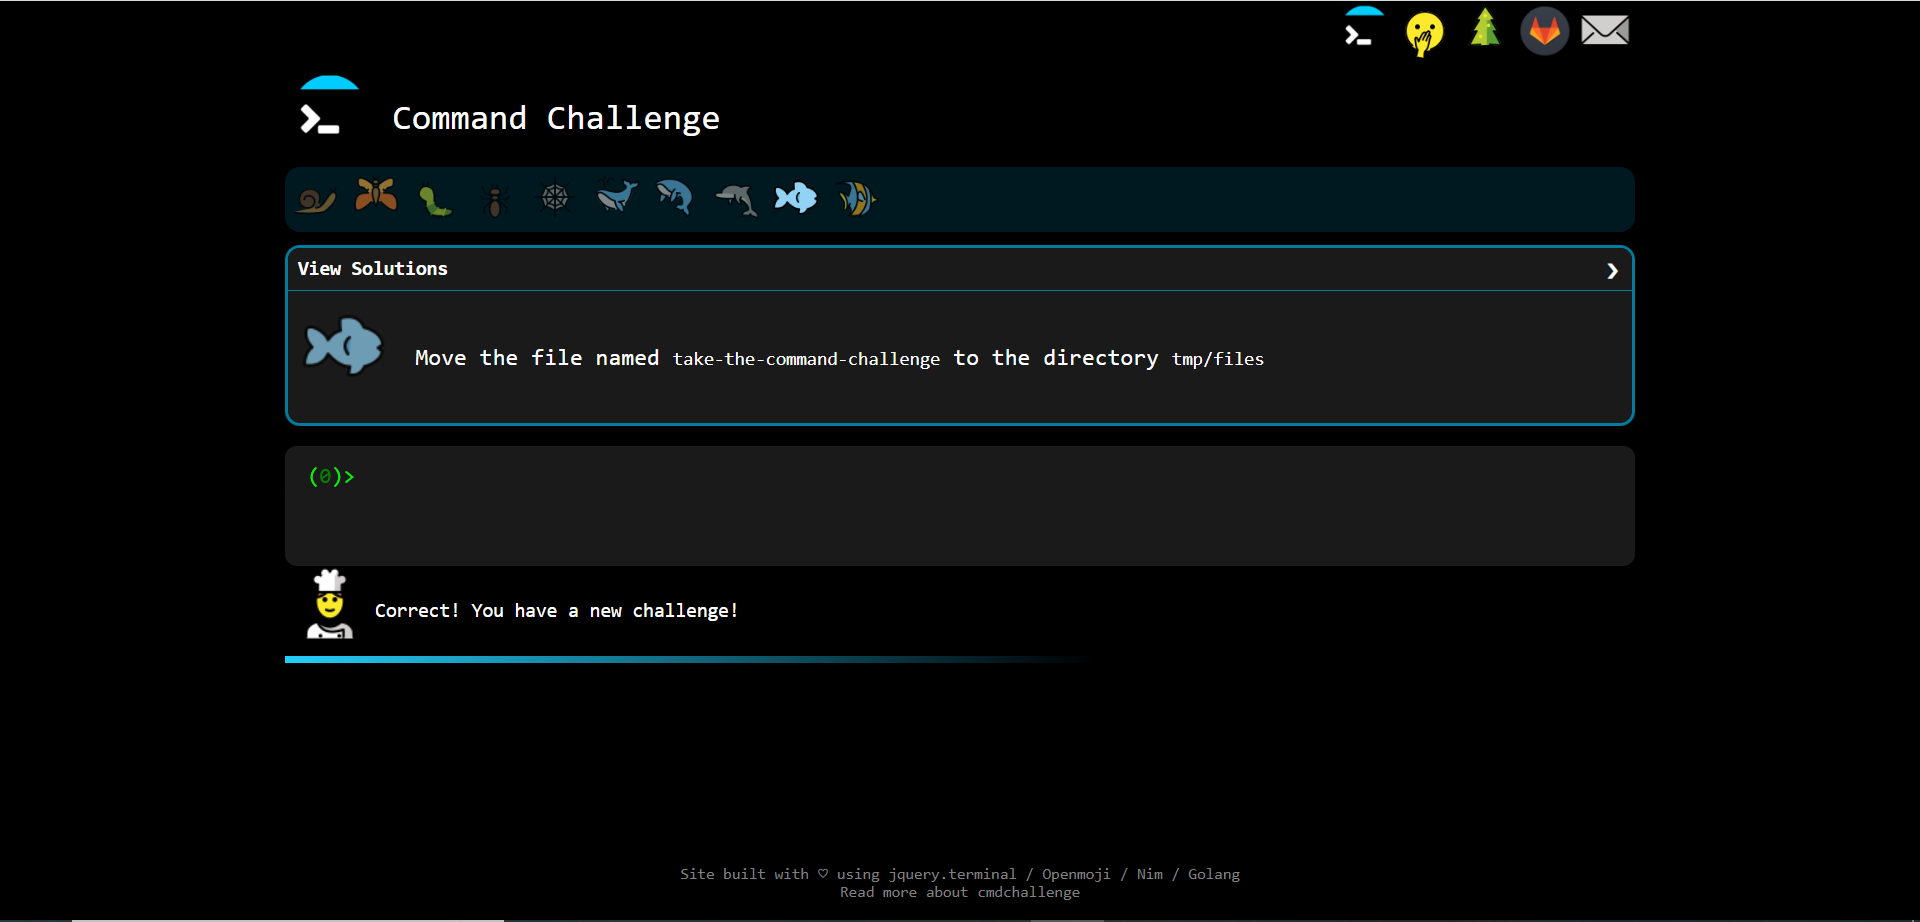 Command Challenge
View Solutions
Move the file named take-the-command-challenge to the directory tmp/files
(0)>
Correct! You have a new challenge!
Site built with ♡ using jquery.terminal / Openmoji / Nim / Golang
Read more about cmdchallenge